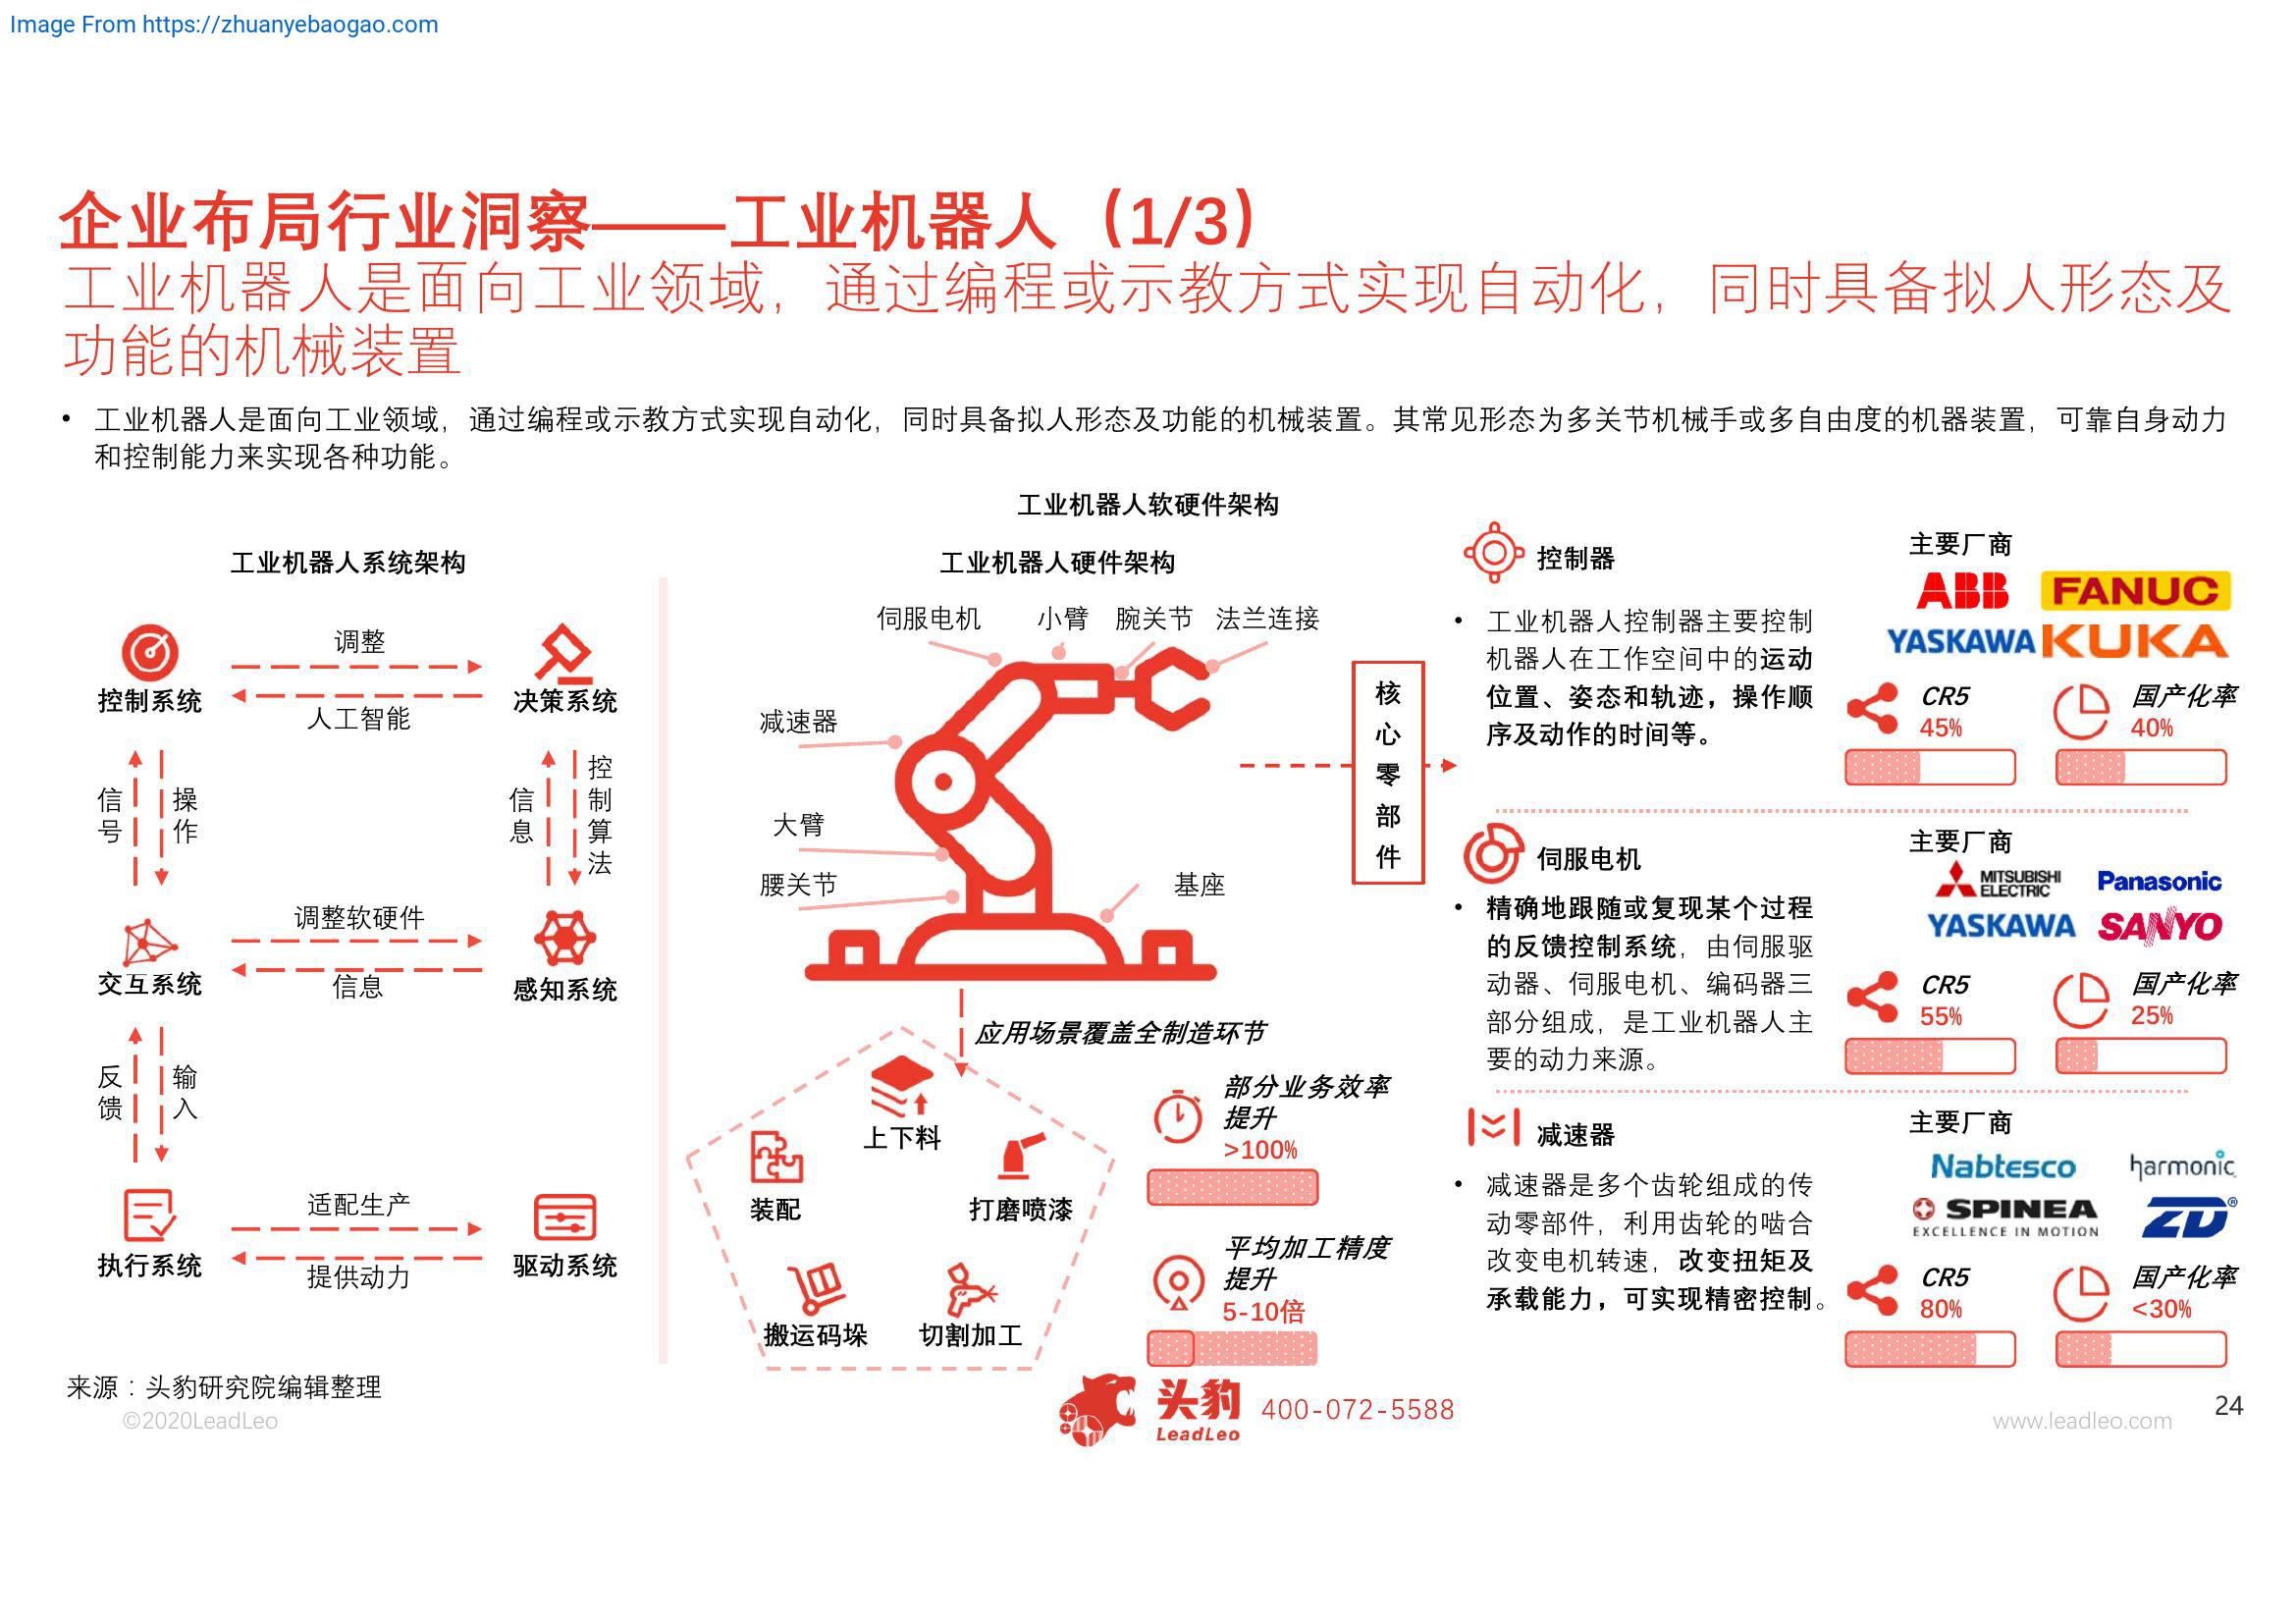 Image From https://zhuanyebaogao.com
企业布局行业洞察——工业机器人（1/3）
工业机器人是面向工业领域，通过编程或示教方式实现自动化，同时具备拟人形态及
功能的机械装置
• 工业机器人是面向工业领域，通过编程或示教方式实现自动化，同时具备拟人形态及功能的机械装置。其常见形态为多关节机械手或多自由度的机器装置，可靠自身动力
和控制能力来实现各种功能。
工业机器人软硬件架构
工业机器人系统架构
控制系统
调整
人工智能
决策系统
信号
操作
信息
控制算法
交互系统
调整软硬件
信息
感知系统
反馈
输入
执行系统
适配生产
提供动力
驱动系统
工业机器人硬件架构
伺服电机
小臂
腕关节
法兰连接
减速器
大臂
腰关节
基座
核心零部件
应用场景覆盖全制造环节
上下料
装配
打磨喷漆
搬运码垛
切割加工
部分业务效率
提升
>100%
平均加工精度
提升
5-10倍
控制器
• 工业机器人控制器主要控制
机器人在工作空间中的运动
位置、姿态和轨迹，操作顺
序及动作的时间等。
主要厂商
ABB
FANUC
YASKAWA
KUKA
CR5
45%
国产化率
40%
伺服电机
• 精确地跟随或复现某个过程
的反馈控制系统，由伺服驱
动器、伺服电机、编码器三
部分组成，是工业机器人主
要的动力来源。
主要厂商
MITSUBISHI
ELECTRIC
Panasonic
YASKAWA
SANYO
CR5
55%
国产化率
25%
减速器
• 减速器是多个齿轮组成的传
动零部件，利用齿轮的啮合
改变电机转速，改变扭矩及
承载能力，可实现精密控制。
主要厂商
Nabtesco
harmonic
SPINEA
EXCELLENCE IN MOTION
ZD®
CR5
80%
国产化率
<30%
来源：头豹研究院编辑整理
©2020LeadLeo
头豹
LeadLeo
400-072-5588
www.leadleo.com
24